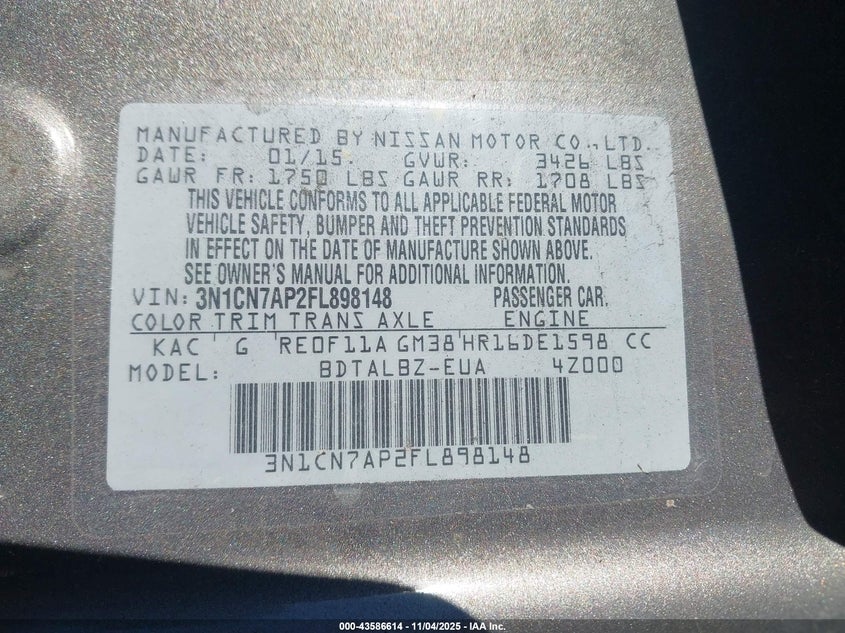 MANUFACTURED BY NISSAN MOTOR CO.,LTD.
DATE: 01/15 GVWR: 3426 LBS
GAWR FR: 1750 LBS GAWR RR: 1708 LBS
THIS VEHICLE CONFORMS TO ALL APPLICABLE FEDERAL MOTOR
VEHICLE SAFETY, BUMPER AND THEFT PREVENTION STANDARDS
IN EFFECT ON THE DATE OF MANUFACTURE SHOWN ABOVE.
SEE OWNER'S MANUAL FOR ADDITIONAL INFORMATION.
VIN: 3N1CN7AP2FL898148 PASSENGER CAR.
COLOR TRIM TRANS AXLE ENGINE
KAC G RE0F11A GM38 HR16DE1598 CC
MODEL: BDTALBZ-EUA 4Z000
3N1CN7AP2FL898148
000-43586614 - 11/04/2025 - IAA Inc.